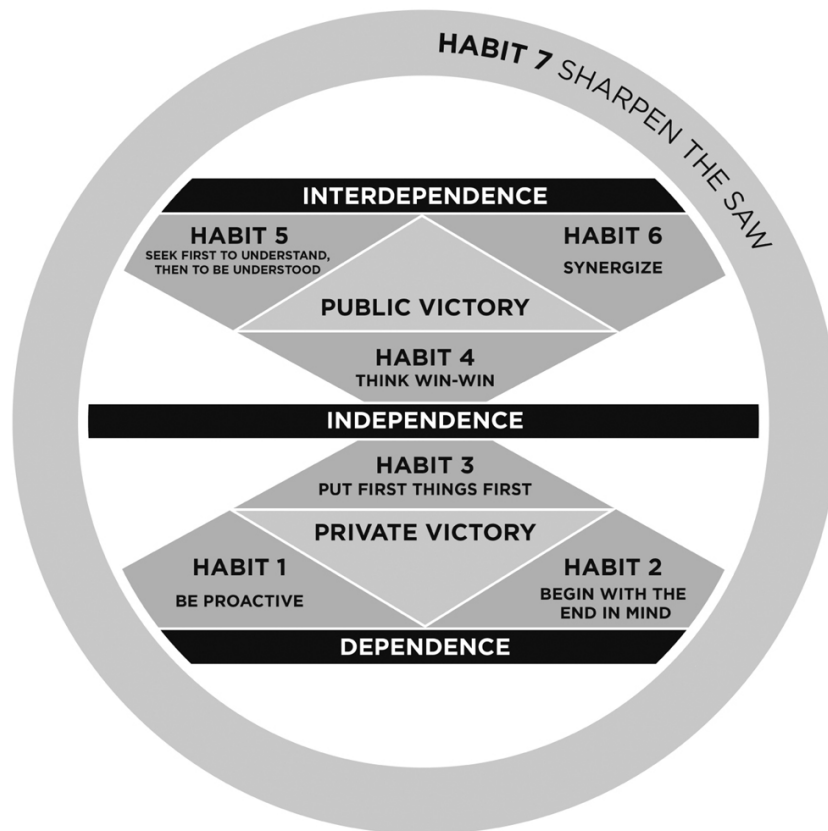 HABIT 7 SHARPEN THE SAW
INTERDEPENDENCE
HABIT 5
SEEK FIRST TO UNDERSTAND,
THEN TO BE UNDERSTOOD
HABIT 6
SYNERGIZE
PUBLIC VICTORY
HABIT 4
THINK WIN-WIN
INDEPENDENCE
HABIT 3
PUT FIRST THINGS FIRST
PRIVATE VICTORY
HABIT 1
BE PROACTIVE
HABIT 2
BEGIN WITH THE
END IN MIND
DEPENDENCE